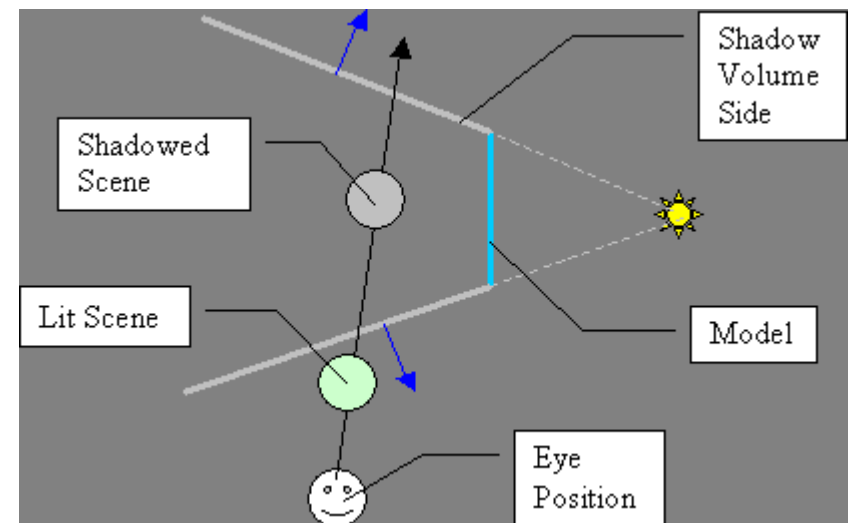 Shadow
Volume
Side
Shadowed
Scene
Lit Scene
Model
Eye
Position